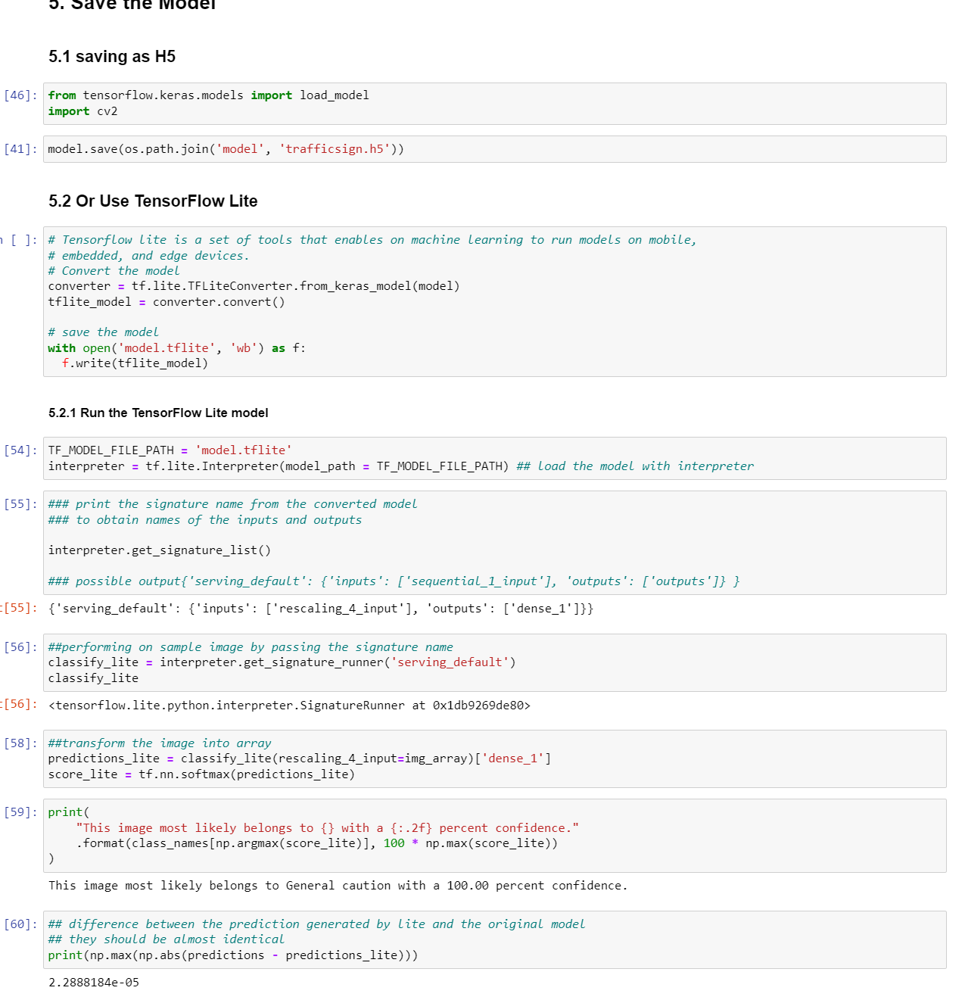 5. Save the Model
5.1 saving as H5
[46]: from tensorflow.keras.models import load_model
import cv2
[41]: model.save(os.path.join('model', 'trafficsign.h5'))
5.2 Or Use TensorFlow Lite
n [ ]: # Tensorflow lite is a set of tools that enables on machine learning to run models on mobile,
# embedded, and edge devices.
# Convert the model
converter = tf.lite.TFLiteConverter.from_keras_model(model)
tflite_model = converter.convert()
# save the model
with open('model.tflite', 'wb') as f:
  f.write(tflite_model)
5.2.1 Run the TensorFlow Lite model
[54]: TF_MODEL_FILE_PATH = 'model.tflite'
interpreter = tf.lite.Interpreter(model_path = TF_MODEL_FILE_PATH) ## load the model with interpreter
[55]: ### print the signature name from the converted model
### to obtain names of the inputs and outputs
interpreter.get_signature_list()
### possible output{'serving_default': {'inputs': ['sequential_1_input'], 'outputs': ['outputs']} }
t[55]: {'serving_default': {'inputs': ['rescaling_4_input'], 'outputs': ['dense_1']}}
[56]: ##performing on sample image by passing the signature name
classify_lite = interpreter.get_signature_runner('serving_default')
classify_lite
t[56]: <tensorflow.lite.python.interpreter.SignatureRunner at 0x1db9269de80>
[58]: ##transform the image into array
predictions_lite = classify_lite(rescaling_4_input=img_array)['dense_1']
score_lite = tf.nn.softmax(predictions_lite)
[59]: print(
    "This image most likely belongs to {} with a {:.2f} percent confidence."
    .format(class_names[np.argmax(score_lite)], 100 * np.max(score_lite))
)
This image most likely belongs to General caution with a 100.00 percent confidence.
[60]: ## difference between the prediction generated by lite and the original model
## they should be almost identical
print(np.max(np.abs(predictions - predictions_lite)))
2.2888184e-05